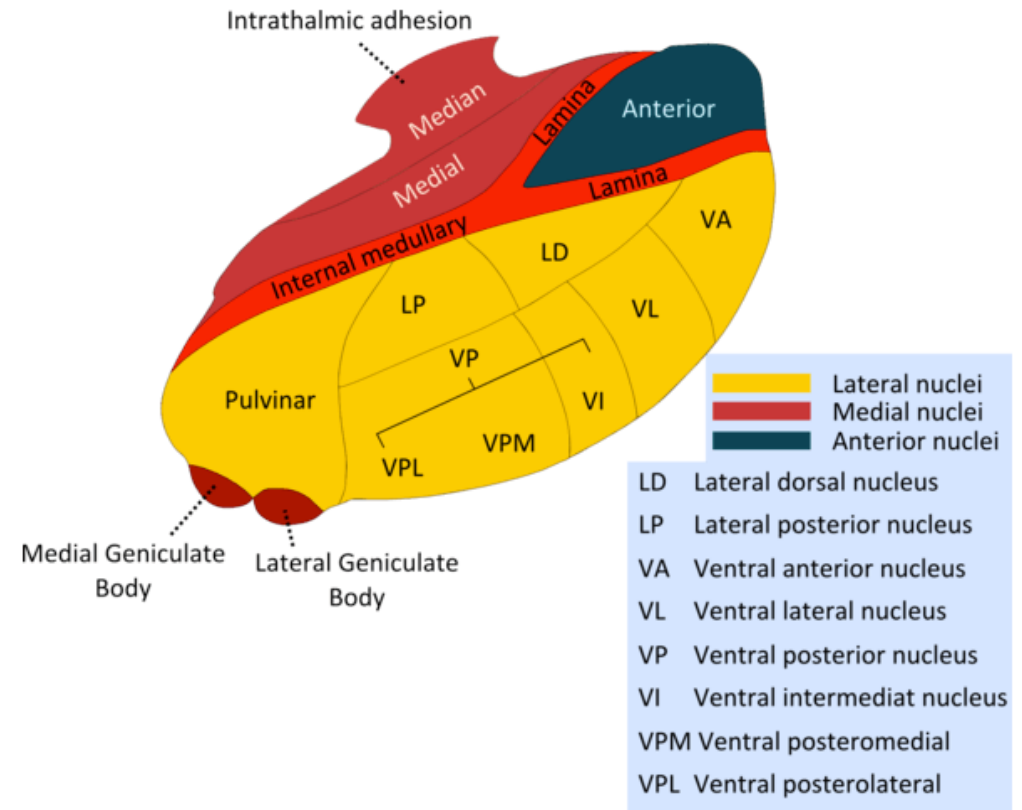 Intrathalmic adhesion
Median
Lamina
Anterior
Medial
Lamina
Internal medullary
VA
LD
LP
VL
VP
Pulvinar
VI
VPM
VPL
Medial Geniculate
Body
Lateral Geniculate
Body
Lateral nuclei
Medial nuclei
Anterior nuclei
LD Lateral dorsal nucleus
LP Lateral posterior nucleus
VA Ventral anterior nucleus
VL Ventral lateral nucleus
VP Ventral posterior nucleus
VI Ventral intermediat nucleus
VPM Ventral posteromedial
VPL Ventral posterolateral